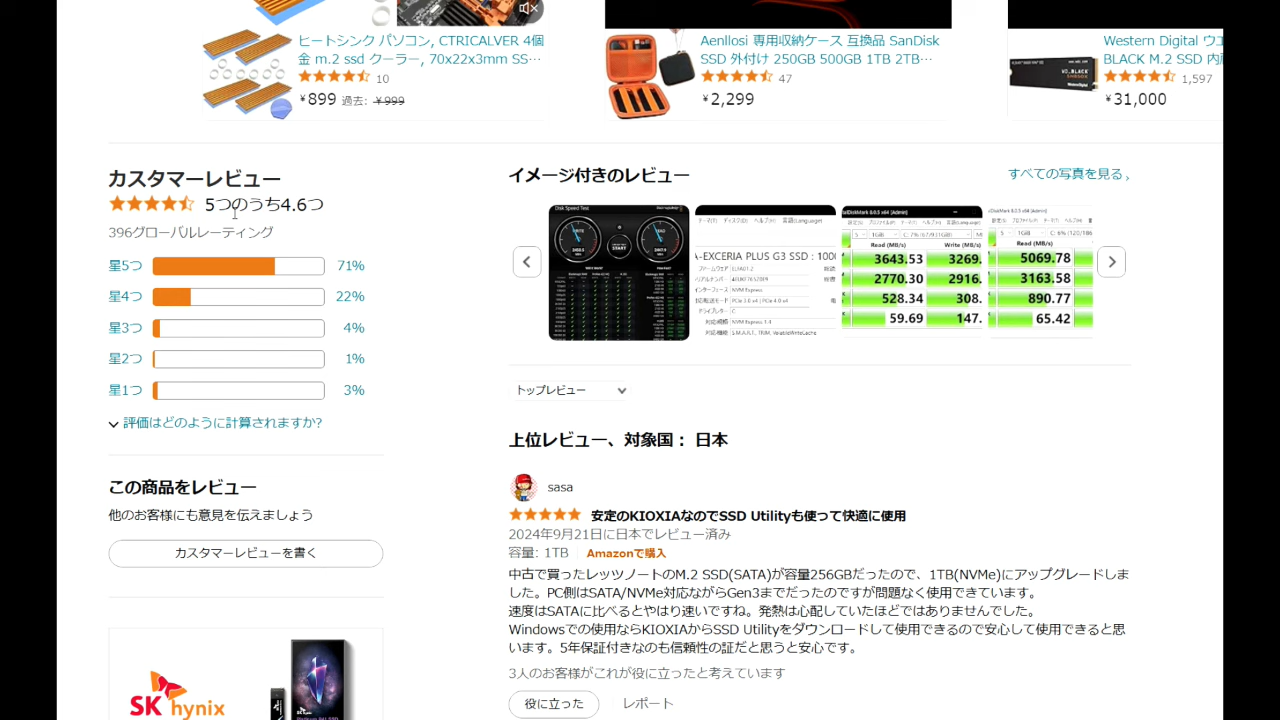 ヒートシンク パソコン, CTRICALVER 4個
金 m.2 ssd クーラー, 70x22x3mm SS…
10
¥899 過去: ¥999
Aenllosi 専用収納ケース 互換品 SanDisk
SSD 外付け 250GB 500GB 1TB 2TB…
47
¥2,299
Western Digital ウエ
BLACK M.2 SSD 内
1,597
¥31,000
カスタマーレビュー
5つのうち4.6つ
396グローバルレーティング
星5つ 71%
星4つ 22%
星3つ 4%
星2つ 1%
星1つ 3%
評価はどのように計算されますか?
この商品をレビュー
他のお客様にも意見を伝えましょう
カスタマーレビューを書く
SK hynix
イメージ付きのレビュー
すべての写真を見る
Disk Speed Test
START
-EXCERIA PLUS G3 SSD : 100
NVM Express
Read (MB/s) Write (MB/s)
3643.53 3269.
2770.30 2916.
528.34 308.
59.69 147.
Read (MB/s)
5069.78
3163.58
890.77
65.42
トップレビュー
上位レビュー、対象国： 日本
sasa
安定のKIOXIAなのでSSD Utilityも使って快適に使用
2024年9月21日に日本でレビュー済み
容量: 1TB Amazonで購入
中古で買ったレッツノートのM.2 SSD(SATA)が容量256GBだったので、1TB(NVMe)にアップグレードしま
した。PC側はSATA/NVMe対応ながらGen3までだったのですが問題なく使用できています。
速度はSATAに比べるとやはり速いですね。発熱は心配していたほどではありませんでした。
Windowsでの使用ならKIOXIAからSSD Utilityをダウンロードして使用できるので安心して使用できると思
います。5年保証付きなのも信頼性の証だと思うと安心です。
3人のお客様がこれが役に立ったと考えています
役に立った レポート